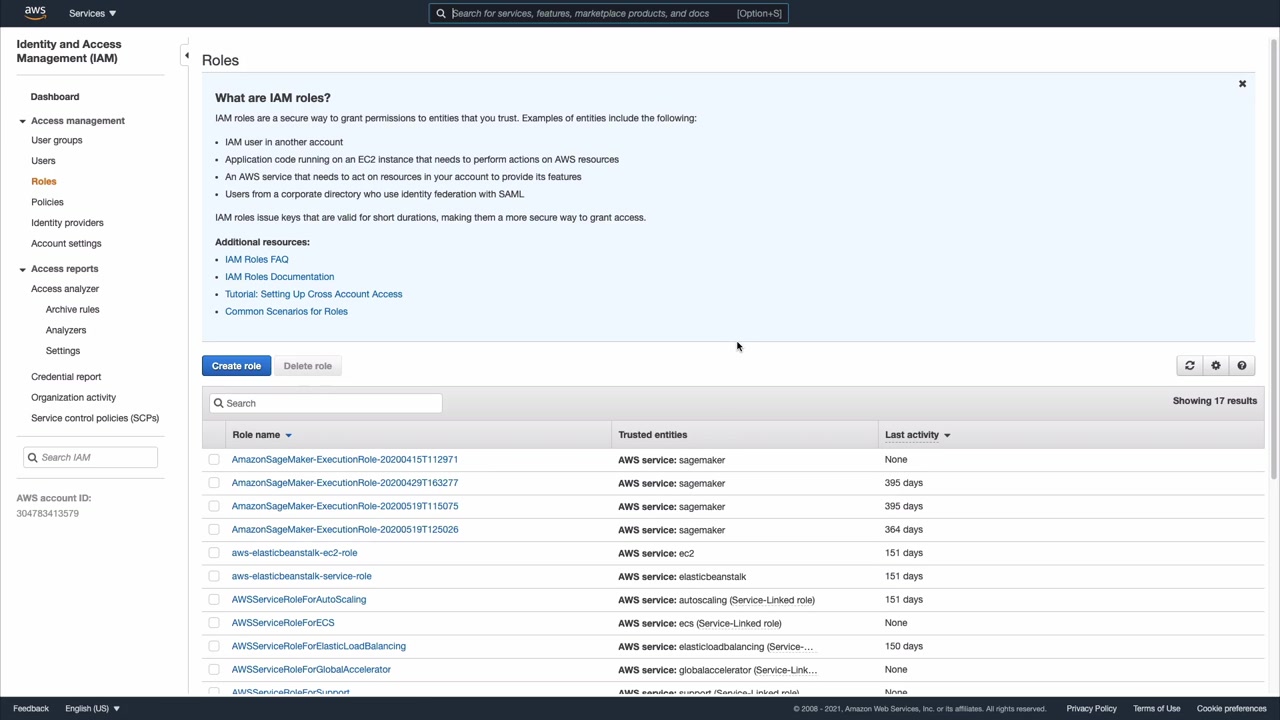 aws Services Search for services, features, marketplace products, and docs [Option+S]
Identity and Access
Management (IAM)
Dashboard
Access management
User groups
Users
Roles
Policies
Identity providers
Account settings
Access reports
Access analyzer
Archive rules
Analyzers
Settings
Credential report
Organization activity
Service control policies (SCPs)
Search IAM
AWS account ID:
304783413579
Roles
What are IAM roles?
IAM roles are a secure way to grant permissions to entities that you trust. Examples of entities include the following:
IAM user in another account
Application code running on an EC2 instance that needs to perform actions on AWS resources
An AWS service that needs to act on resources in your account to provide its features
Users from a corporate directory who use identity federation with SAML
IAM roles issue keys that are valid for short durations, making them a more secure way to grant access.
Additional resources:
IAM Roles FAQ
IAM Roles Documentation
Tutorial: Setting Up Cross Account Access
Common Scenarios for Roles
Create role Delete role
Search Showing 17 results
Role name Trusted entities Last activity
AmazonSageMaker-ExecutionRole-20200415T112971 AWS service: sagemaker None
AmazonSageMaker-ExecutionRole-20200429T163277 AWS service: sagemaker 395 days
AmazonSageMaker-ExecutionRole-20200519T115075 AWS service: sagemaker 395 days
AmazonSageMaker-ExecutionRole-20200519T125026 AWS service: sagemaker 364 days
aws-elasticbeanstalk-ec2-role AWS service: ec2 151 days
aws-elasticbeanstalk-service-role AWS service: elasticbeanstalk 151 days
AWSServiceRoleForAutoScaling AWS service: autoscaling (Service-Linked role) 151 days
AWSServiceRoleForECS AWS service: ecs (Service-Linked role) None
AWSServiceRoleForElasticLoadBalancing AWS service: elasticloadbalancing (Service-... 150 days
AWSServiceRoleForGlobalAccelerator AWS service: globalaccelerator (Service-Link... None
AWSServiceRoleForSupport AWS service: support (Service-Linked role) None
Feedback English (US) © 2008 - 2021, Amazon Web Services, Inc. or its affiliates. All rights reserved. Privacy Policy Terms of Use Cookie preferences